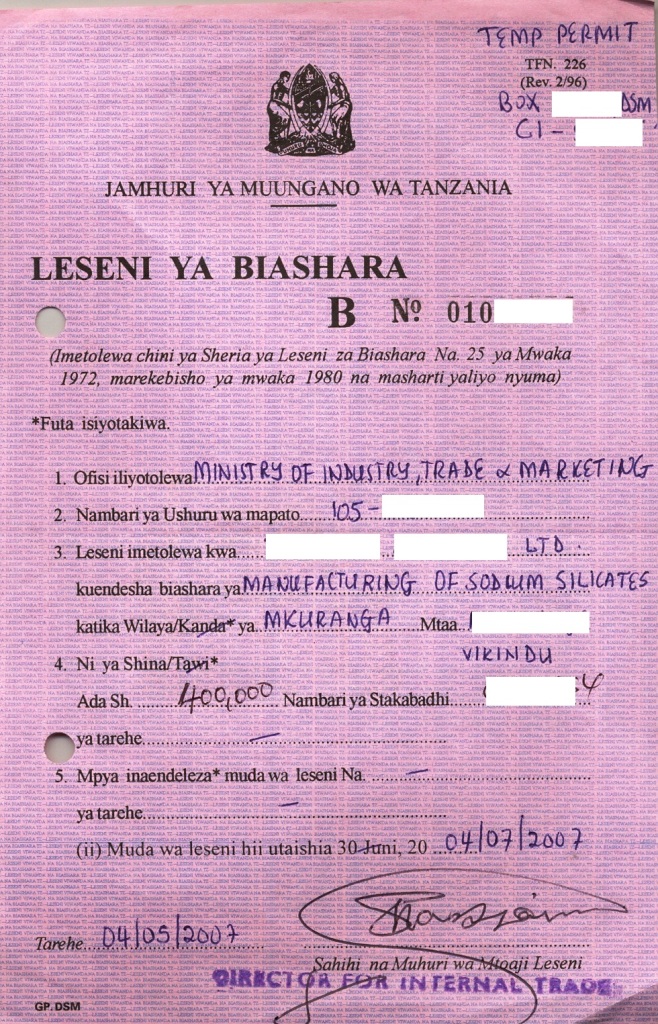 TEMP PERMIT
TFN. 226
(Rev. 2/96)
BOX DSM
C1 -
JAMHURI YA MUUNGANO WA TANZANIA
LESENI YA BIASHARA
B Nº 010
(Imetolewa chini ya Sheria ya Leseni za Biashara Na. 25 ya Mwaka
1972, marekebisho ya mwaka 1980 na masharti yaliyo nyuma)
*Futa isiyotakiwa.
1. Ofisi iliyotolewa MINISTRY OF INDUSTRY, TRADE & MARKETING
2. Nambari ya Ushuru wa mapato 105 -
3. Leseni imetolewa kwa LTD.
kuendesha biashara ya MANUFACTURING OF SODIUM SILICATES
katika Wilaya/Kanda* ya MKURANGA Mtaa
VIKINDU
4. Ni ya Shina/Tawi*
Ada Sh. 400,000 Nambari ya Stakabadhi 4
ya tarehe —
5. Mpya inaendeleza* muda wa leseni Na. —
ya tarehe —
(ii) Muda wa leseni hii utaishia 30 Juni, 20 04/07/2007
Tarehe 04/05/2007
Sahihi na Muhuri wa Mtoaji Leseni
DIRECTOR FOR INTERNAL TRADE
GP. DSM